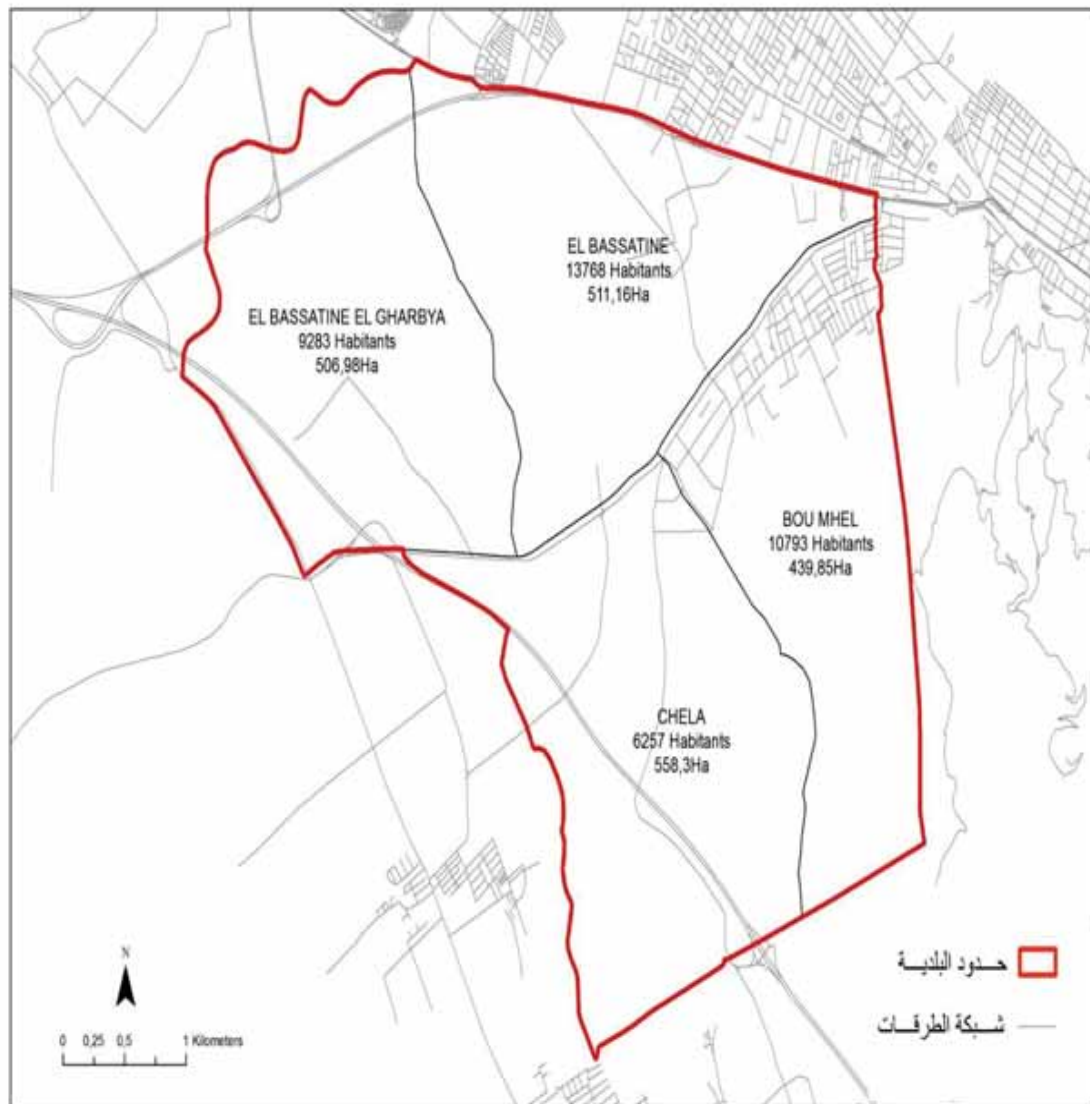 EL BASSATINE
13768 Habitants
511,16Ha
EL BASSATINE EL GHARBYA
9283 Habitants
506,98Ha
BOU MHEL
10793 Habitants
439,85Ha
CHELA
6257 Habitants
558,3Ha
حـــدود البلديـــة
شـــبكة الطرقـــات
N
0 0,25 0,5 1 Kilometers